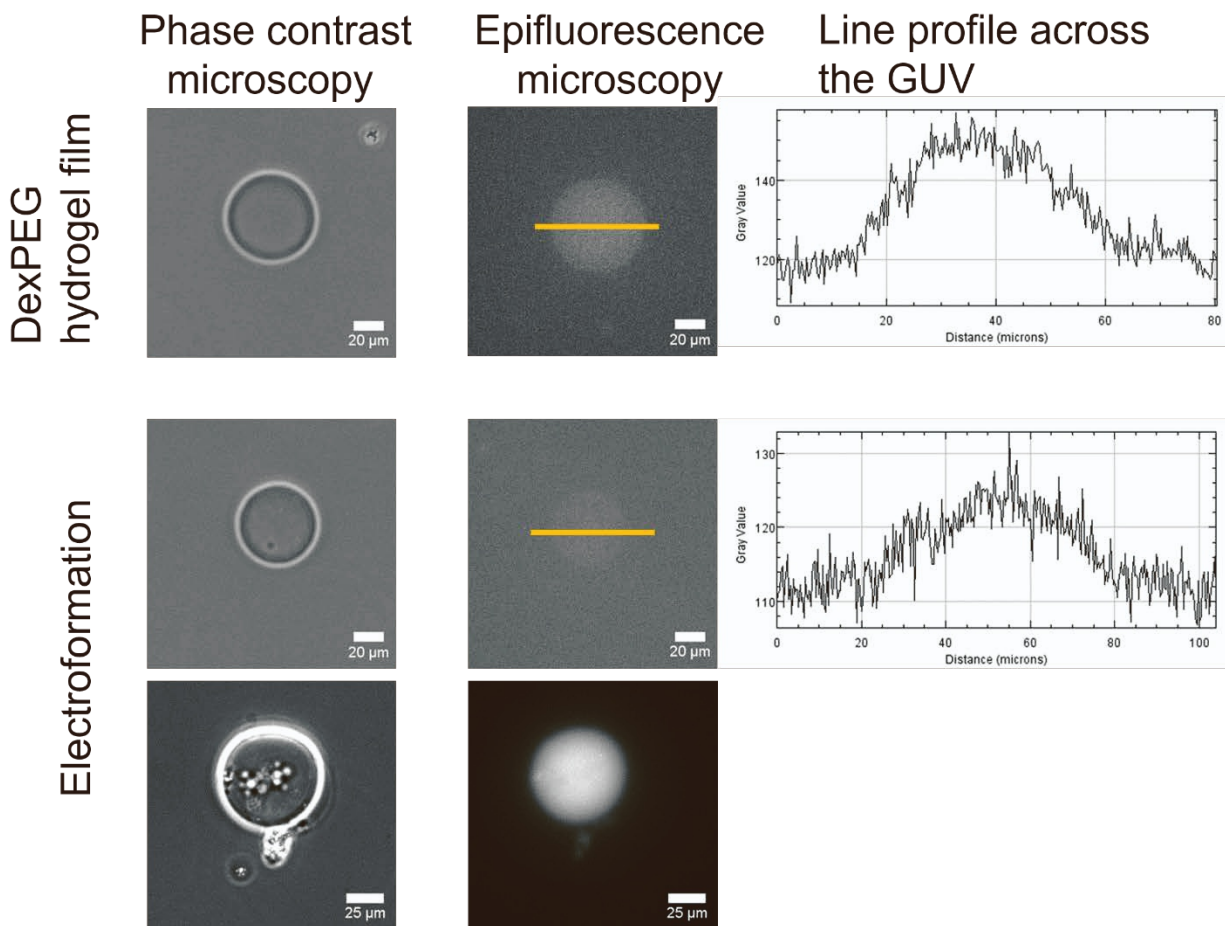 Phase contrast
microscopy
Epifluorescence
microscopy
Line profile across
the GUV
DexPEG
hydrogel film
20 µm
20 µm
140
120
Gray Value
0
20
40
60
80
Distance (microns)
Electroformation
20 µm
20 µm
130
120
110
Gray Value
0
20
40
60
80
100
Distance (microns)
25 µm
25 µm